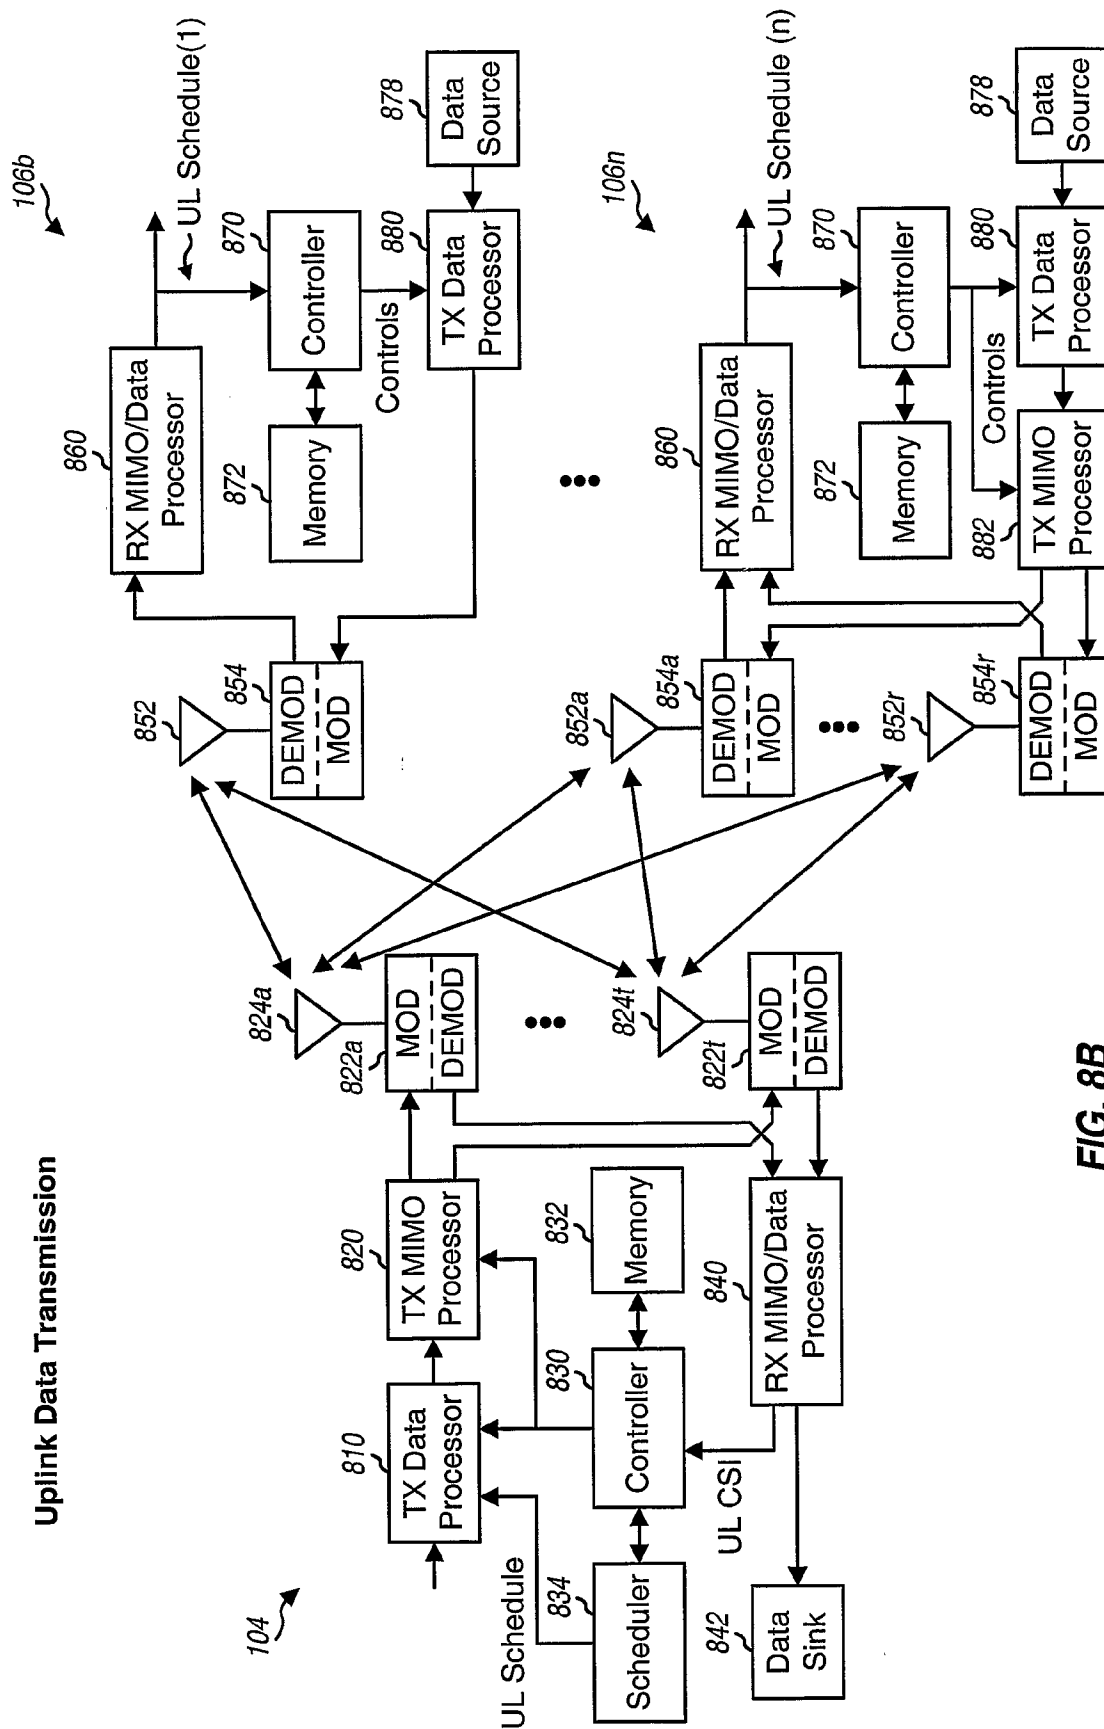 Uplink Data Transmission
104
UL Schedule
810
TX Data
Processor
820
TX MIMO
Processor
834
Scheduler
830
Controller
832
Memory
UL CSI
842
Data
Sink
840
RX MIMO/Data
Processor
824a
822a
MOD
DEMOD
•••
824t
822t
MOD
DEMOD
106b
852
854
DEMOD
MOD
860
RX MIMO/Data
Processor
UL Schedule(1)
872
Memory
870
Controller
Controls
880
TX Data
Processor
878
Data
Source
•••
106n
852a
854a
DEMOD
MOD
•••
852r
854r
DEMOD
MOD
860
RX MIMO/Data
Processor
UL Schedule (n)
872
Memory
870
Controller
Controls
882
TX MIMO
Processor
880
TX Data
Processor
878
Data
Source
FIG. 8B